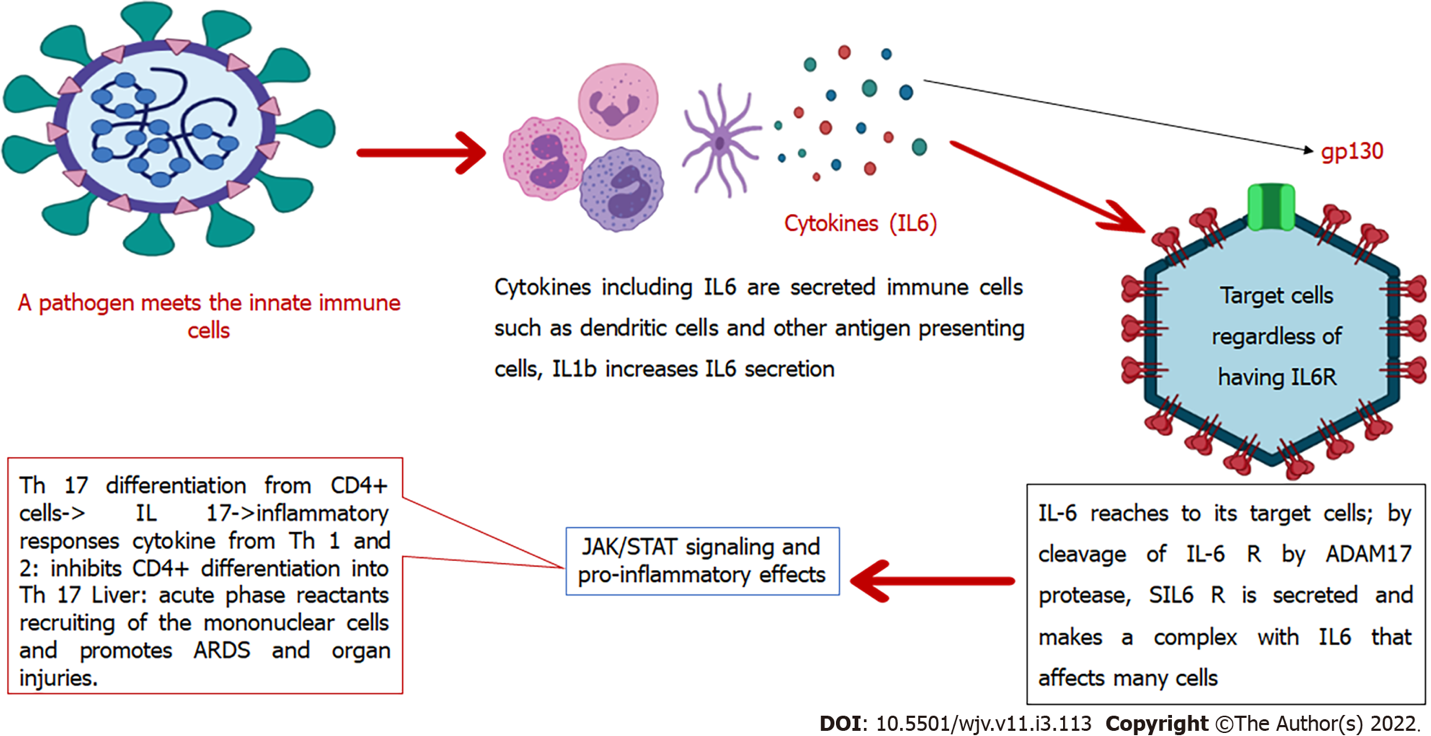 A pathogen meets the innate immune
cells
Cytokines (IL6)
Cytokines including IL6 are secreted immune cells
such as dendritic cells and other antigen presenting
cells, IL1b increases IL6 secretion
gp130
Target cells
regardless of
having IL6R
IL-6 reaches to its target cells; by
cleavage of IL-6 R by ADAM17
protease, SIL6 R is secreted and
makes a complex with IL6 that
affects many cells
JAK/STAT signaling and
pro-inflammatory effects
Th 17 differentiation from CD4+
cells-> IL 17->inflammatory
responses cytokine from Th 1 and
2: inhibits CD4+ differentiation into
Th 17 Liver: acute phase reactants
recruiting of the mononuclear cells
and promotes ARDS and organ
injuries.
DOI: 10.5501/wjv.v11.i3.113 Copyright ©The Author(s) 2022.